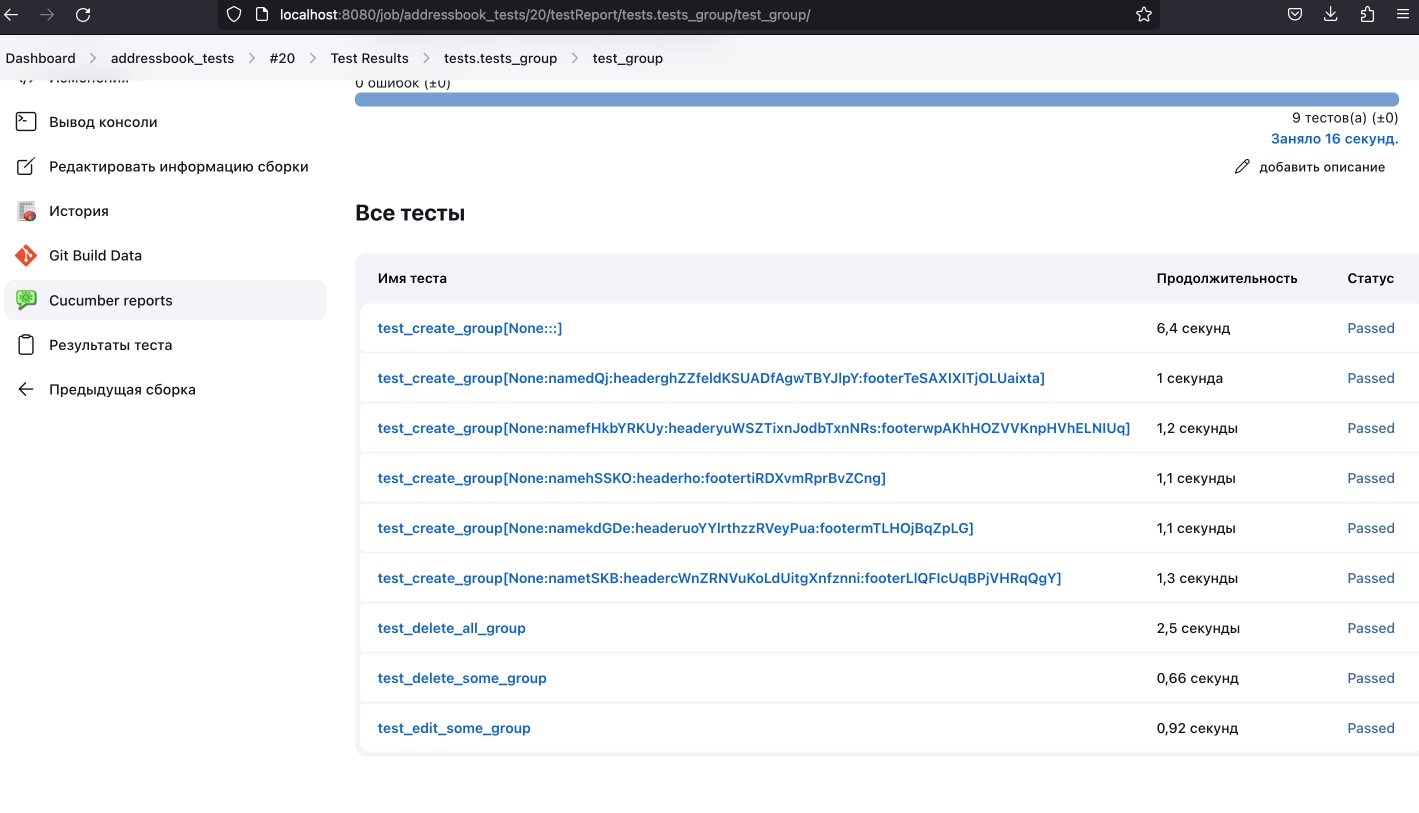 localhost:8080/job/addressbook_tests/20/testReport/tests.tests_group/test_group/
Dashboard > addressbook_tests > #20 > Test Results > tests.tests_group > test_group
Изменения
Вывод консоли
Редактировать информацию сборки
История
Git Build Data
Cucumber reports
Результаты теста
Предыдущая сборка
0 ошибок (±0)
9 тестов(а) (±0)
Заняло 16 секунд.
добавить описание
Все тесты
Имя теста Продолжительность Статус
test_create_group[None:::] 6,4 секунд Passed
test_create_group[None:namedQj:headerghZZfeldKSUADfAgwTBYJlpY:footerTeSAXIXITjOLUaixta] 1 секунда Passed
test_create_group[None:namefHkbYRKUy:headeryuWSZTixnJodbTxnNRs:footerwpAKhHOZVVKnpHVhELNIUq] 1,2 секунды Passed
test_create_group[None:namehSSKO:headerho:footertiRDXvmRprBvZCng] 1,1 секунды Passed
test_create_group[None:namekdGDe:headeruoYYlrthzzRVeyPua:footermTLHOjBqZpLG] 1,1 секунды Passed
test_create_group[None:nametSKB:headercWnZRNVuKoLdUitgXnfznni:footerLlQFIcUqBPjVHRqQgY] 1,3 секунды Passed
test_delete_all_group 2,5 секунды Passed
test_delete_some_group 0,66 секунд Passed
test_edit_some_group 0,92 секунд Passed